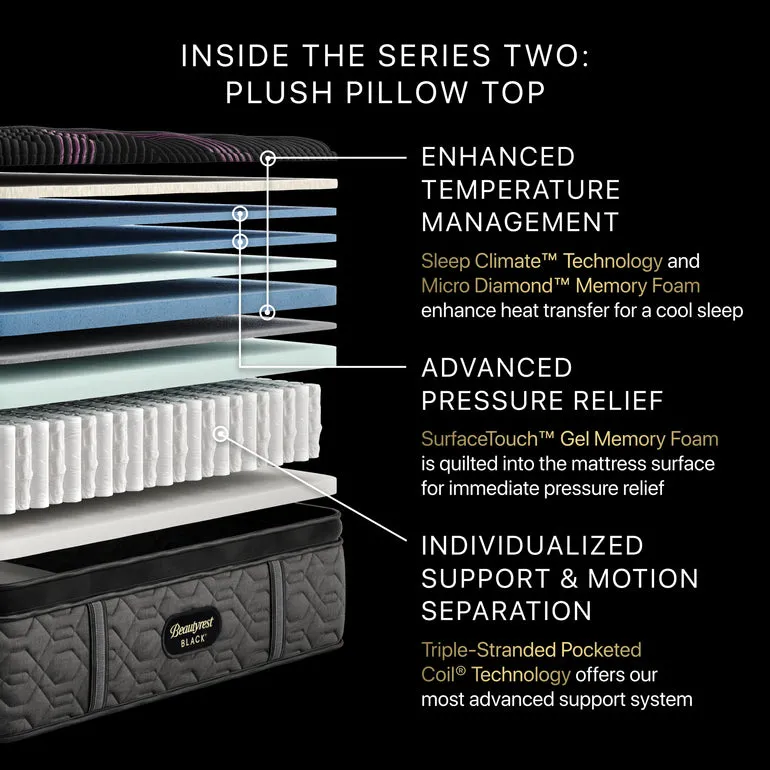 INSIDE THE SERIES TWO:
PLUSH PILLOW TOP
ENHANCED
TEMPERATURE
MANAGEMENT
Sleep Climate™ Technology and
Micro Diamond™ Memory Foam
enhance heat transfer for a cool sleep
ADVANCED
PRESSURE RELIEF
SurfaceTouch™ Gel Memory Foam
is quilted into the mattress surface
for immediate pressure relief
INDIVIDUALIZED
SUPPORT & MOTION
SEPARATION
Triple-Stranded Pocketed
Coil® Technology offers our
most advanced support system
Beautyrest
BLACK®